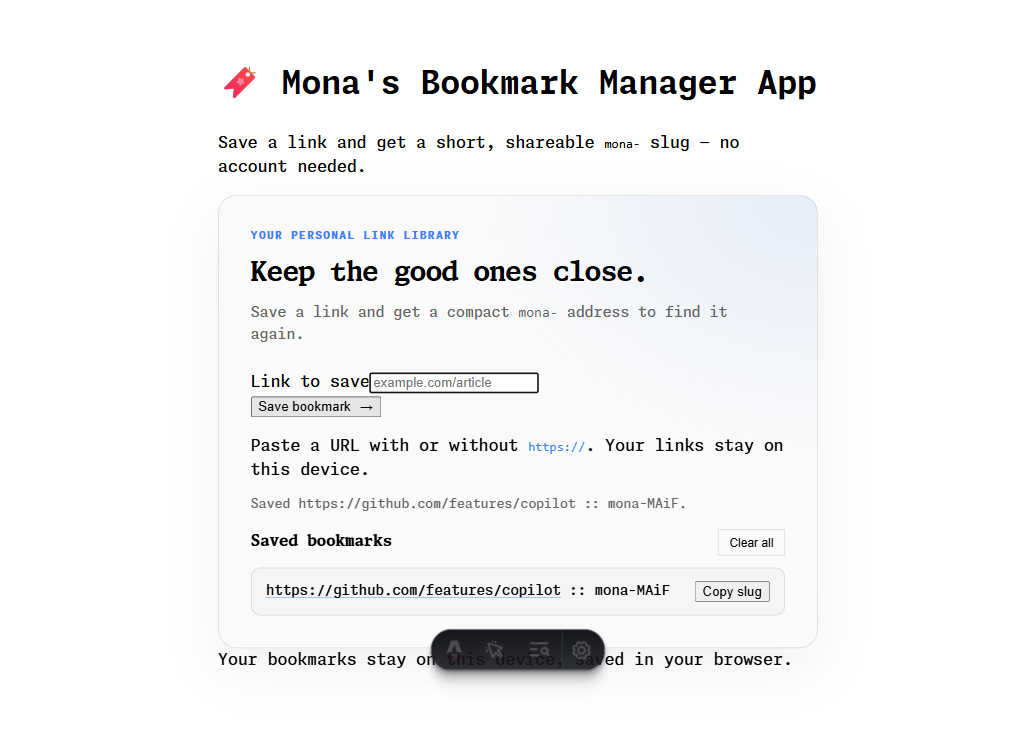 Mona's Bookmark Manager App
Save a link and get a short, shareable mona- slug — no
account needed.
YOUR PERSONAL LINK LIBRARY
Keep the good ones close.
Save a link and get a compact mona- address to find it
again.
Link to save example.com/article
Save bookmark →
Paste a URL with or without https://. Your links stay on
this device.
Saved https://github.com/features/copilot :: mona-MAiF.
Saved bookmarks Clear all
https://github.com/features/copilot :: mona-MAiF Copy slug
Your bookmarks stay on this device, saved in your browser.